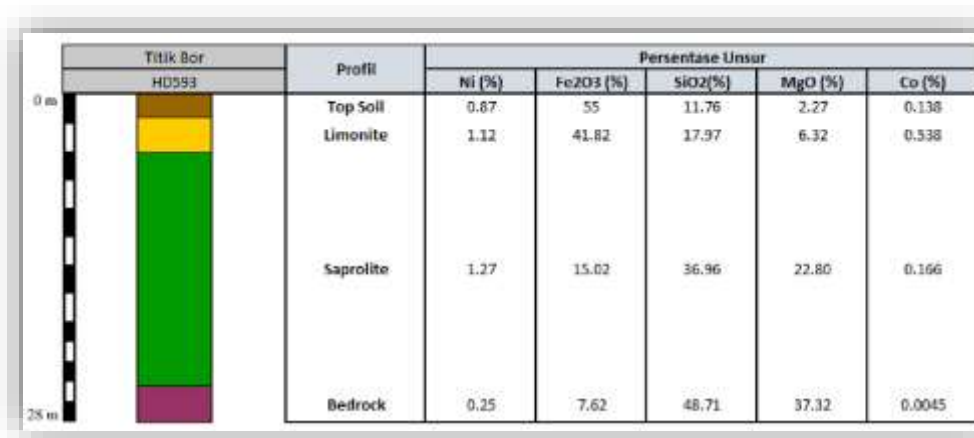 Titik Bor Profil Persentase Unsur
HD593 Ni (%) Fe2O3 (%) SiO2(%) MgO (%) Co (%)
0 m Top Soil 0.87 55 11.76 2.27 0.138
Limonite 1.12 41.82 17.97 6.32 0.538
Saprolite 1.27 15.02 36.96 22.80 0.166
Bedrock 0.25 7.62 48.71 37.32 0.0045
28 m